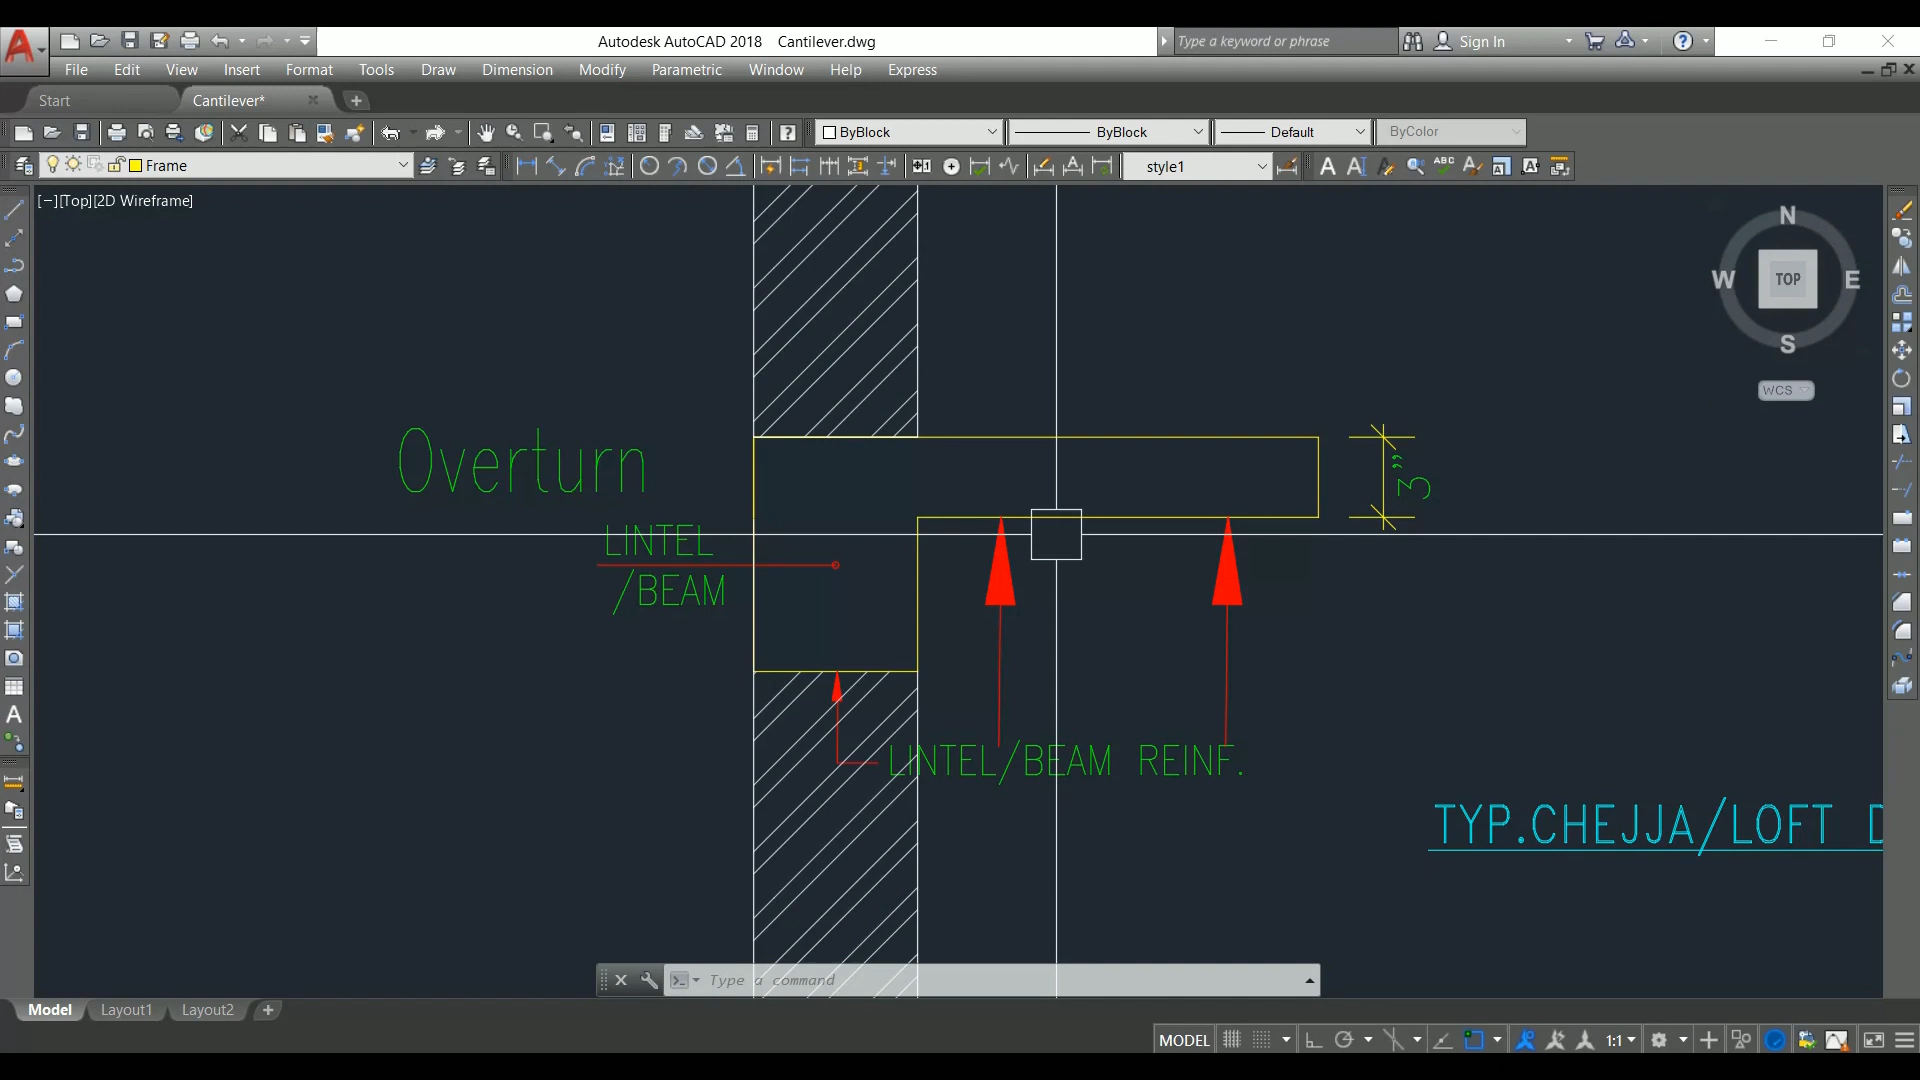 Autodesk AutoCAD 2018 Cantilever.dwg
Type a keyword or phrase
Sign In
File Edit View Insert Format Tools Draw Dimension Modify Parametric Window Help Express
Start
Cantilever*
ByBlock
ByBlock
Default
ByColor
Frame
style1
[−][Top][2D Wireframe]
N
W
TOP
E
S
WCS
Overturn
3"
LINTEL
/BEAM
LINTEL/BEAM REINF.
TYP.CHEJJA/LOFT D
Type a command
Model Layout1 Layout2
MODEL
1:1